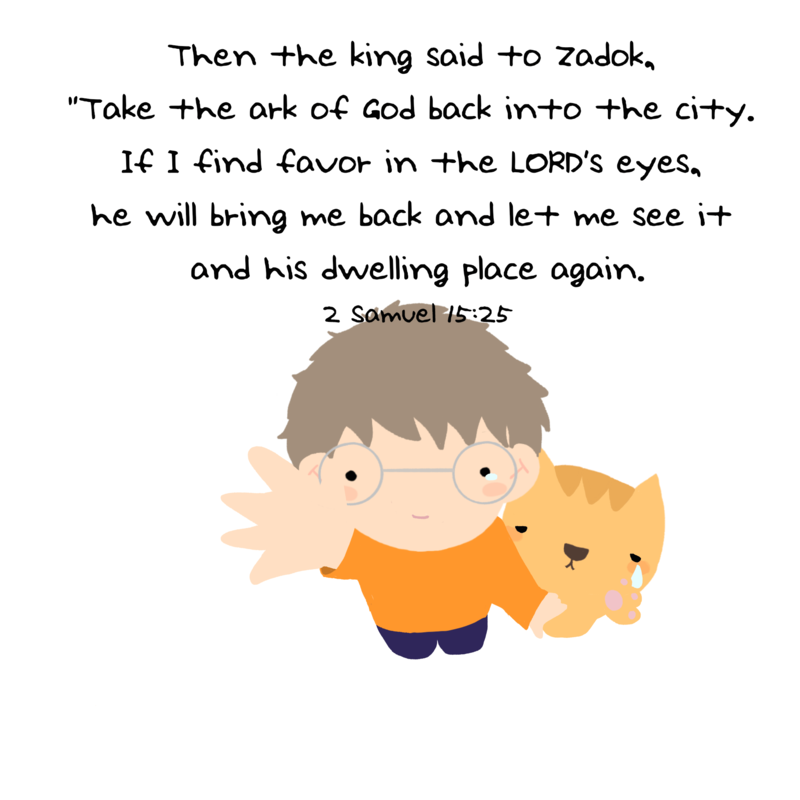 Then the king said to Zadok,
"Take the ark of God back into the city.
If I find favor in the LORD's eyes,
he will bring me back and let me see it
and his dwelling place again.
2 Samuel 15:25